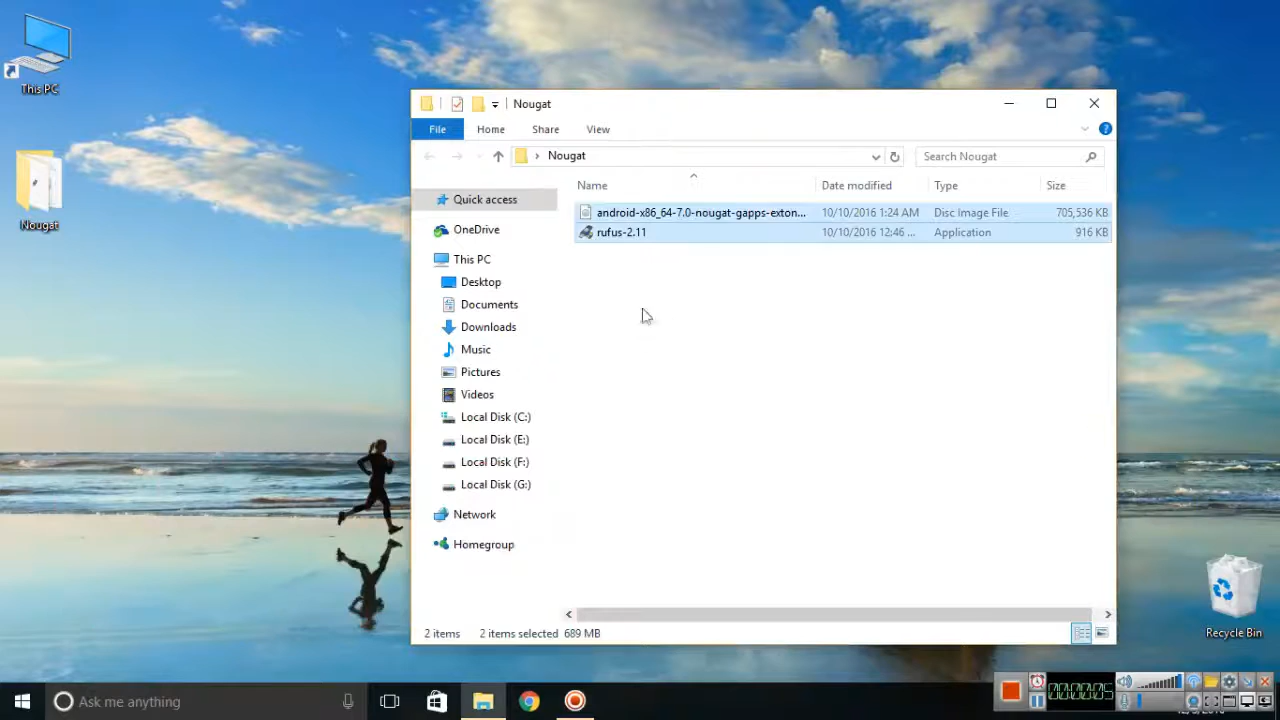 This PC
Nougat
Nougat
File
Home
Share
View
Nougat
Search Nougat
Name
Date modified
Type
Size
android-x86_64-7.0-nougat-gapps-exton...
10/10/2016 1:24 AM
Disc Image File
705,536 KB
rufus-2.11
10/10/2016 12:46 ...
Application
916 KB
Quick access
OneDrive
This PC
Desktop
Documents
Downloads
Music
Pictures
Videos
Local Disk (C:)
Local Disk (E:)
Local Disk (F:)
Local Disk (G:)
Network
Homegroup
2 items
2 items selected 689 MB
Recycle Bin
Ask me anything
00:00:05